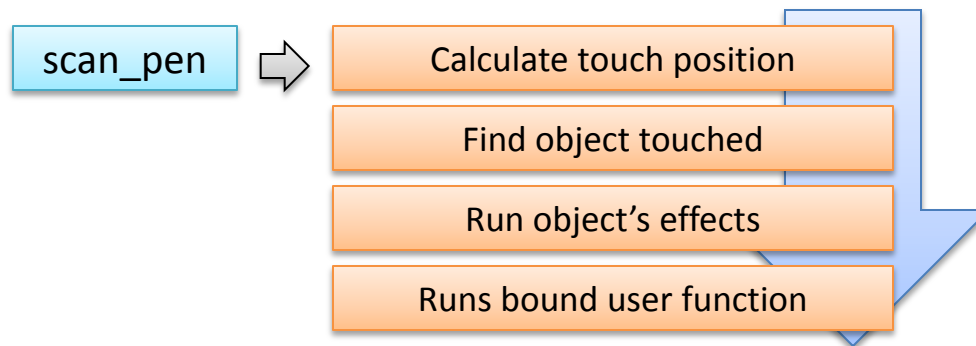 scan_pen
Calculate touch position
Find object touched
Run object’s effects
Runs bound user function